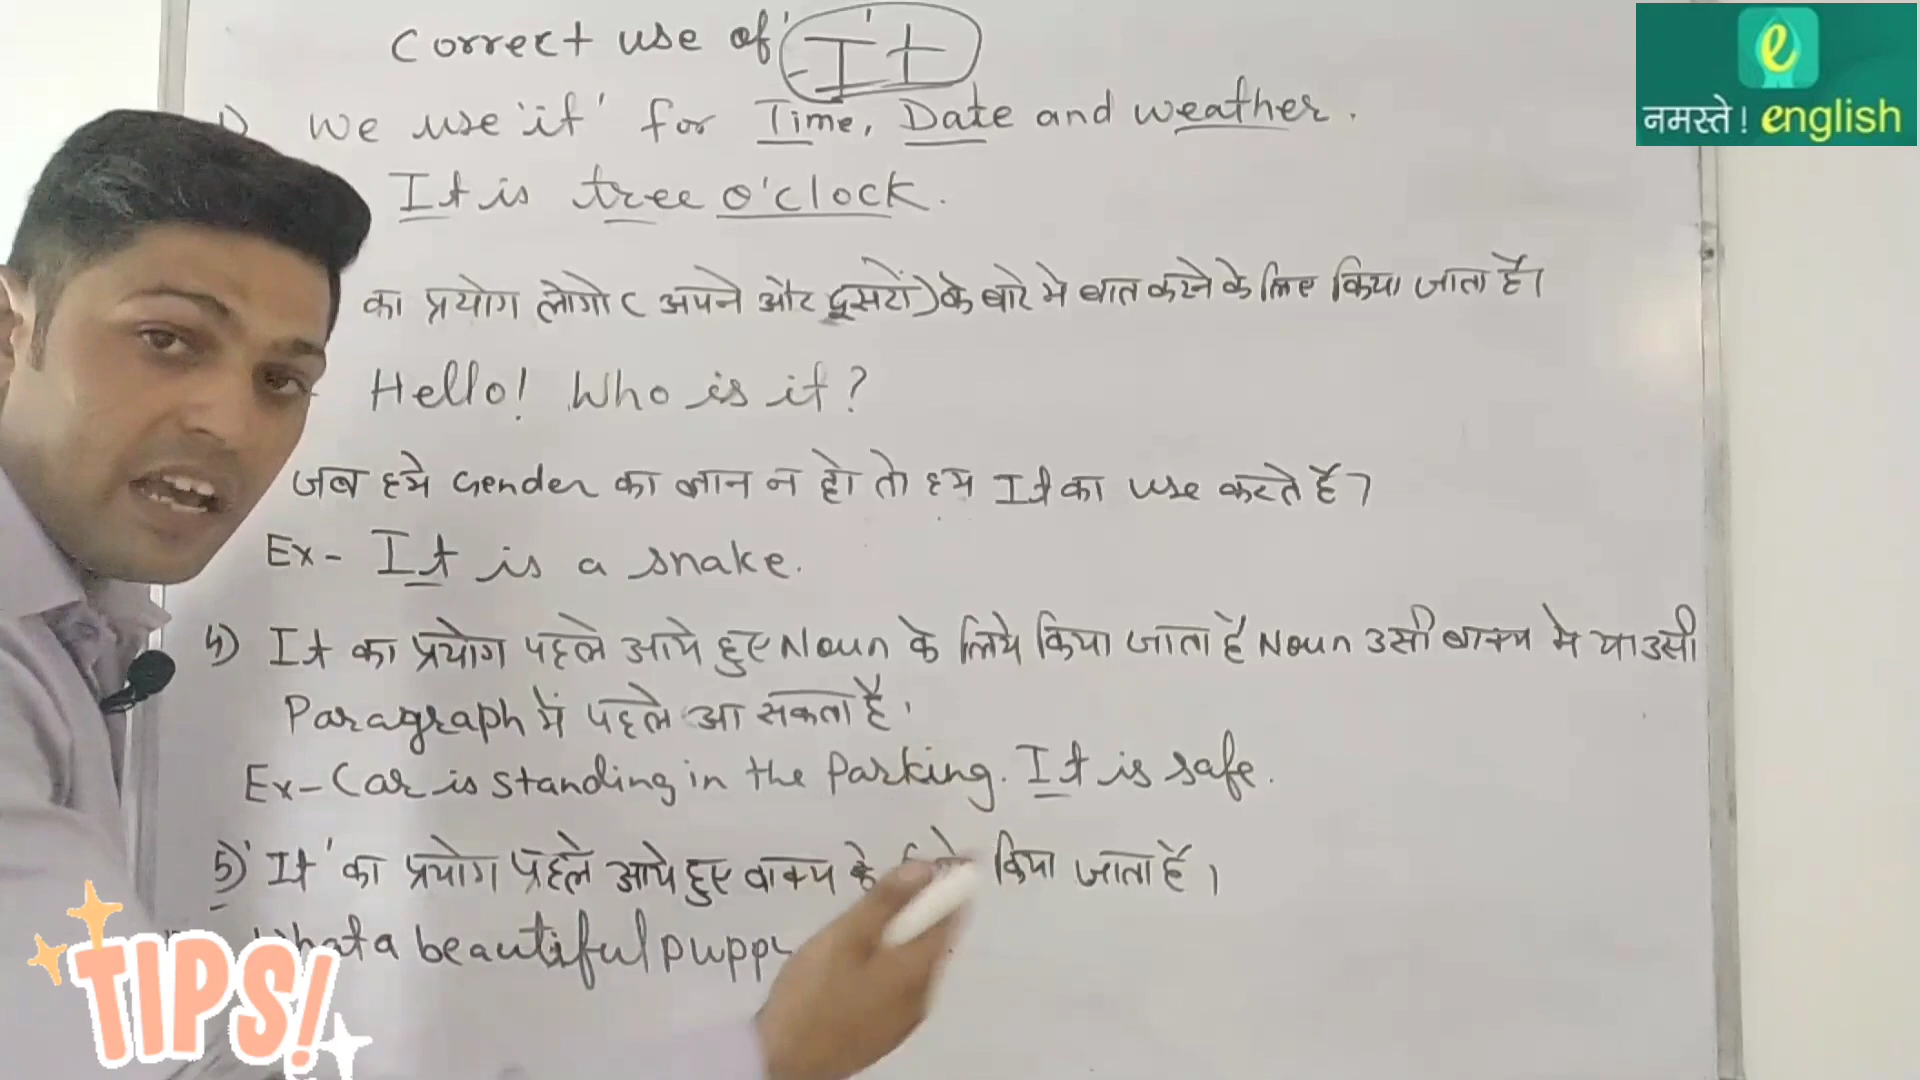 Correct use of 'It'
नमस्ते! english
1) We use 'it' for Time, Date and weather.
It is tree o'clock.
का प्रयोग लोगो (अपने और दूसरों) के बारे मे बात करने के लिए किया जाता है।
Hello! Who is it?
जब हमे Gender का ज्ञान न हो तो हम It का use करते हैं।
Ex- It is a snake.
4) It का प्रयोग पहले आये हुए Noun के लिये किया जाता है Noun उसी वाक्य मे या उसी
Paragraph में पहले आ सकता है।
Ex- Car is standing in the Parking. It is safe.
5) 'It' का प्रयोग पहले आये हुए वाक्य के किया जाता है।
What a beautiful puppy
TIPS!